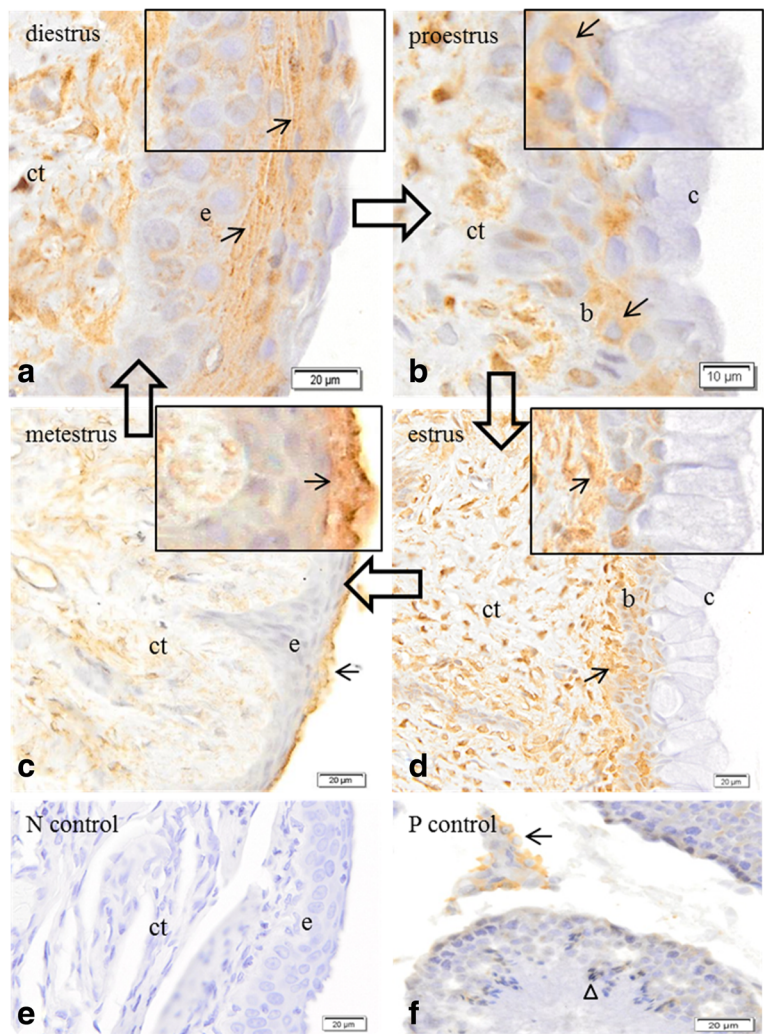 diestrus
ct
e
20 µm
a
proestrus
c
ct
b
10 µm
b
metestrus
ct
e
20 µm
c
estrus
ct
b
c
20 µm
d
N control
ct
e
20 µm
e
P control
20 µm
f